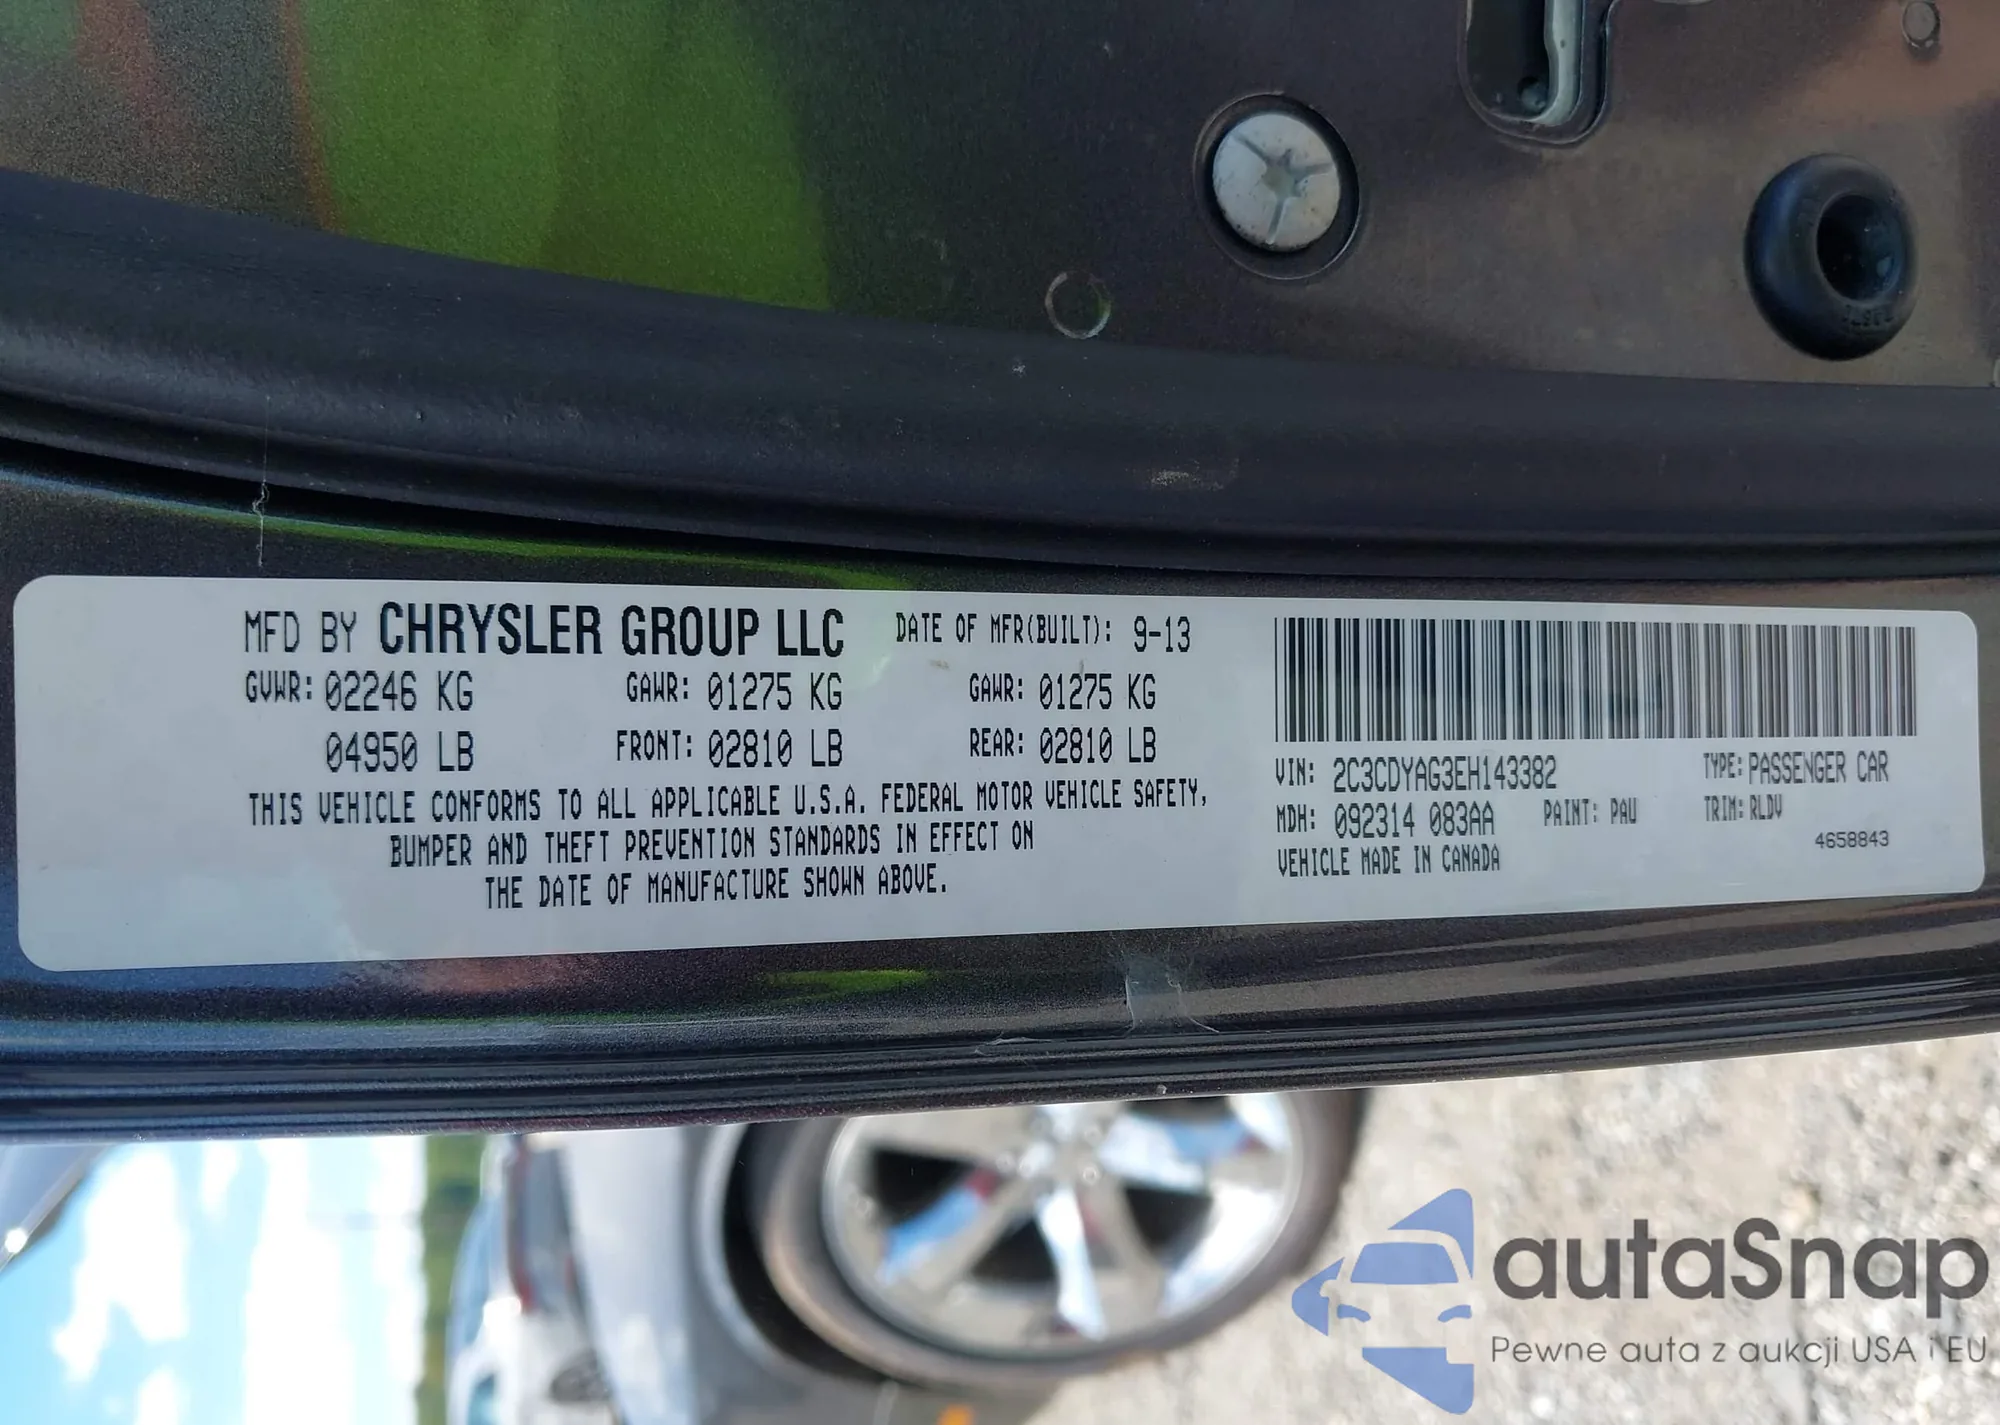 MFD BY CHRYSLER GROUP LLC DATE OF MFR(BUILT): 9-13
GVWR: 02246 KG GAWR: 01275 KG GAWR: 01275 KG
04950 LB FRONT: 02810 LB REAR: 02810 LB
THIS VEHICLE CONFORMS TO ALL APPLICABLE U.S.A. FEDERAL MOTOR VEHICLE SAFETY,
BUMPER AND THEFT PREVENTION STANDARDS IN EFFECT ON
THE DATE OF MANUFACTURE SHOWN ABOVE.
VIN: 2C3CDYAG3EH143382 TYPE: PASSENGER CAR
MDH: 092314 083AA PAINT: PAU TRIM: RLDV
4658843
VEHICLE MADE IN CANADA
autaSnap
Pewne auta z aukcji USA i EU